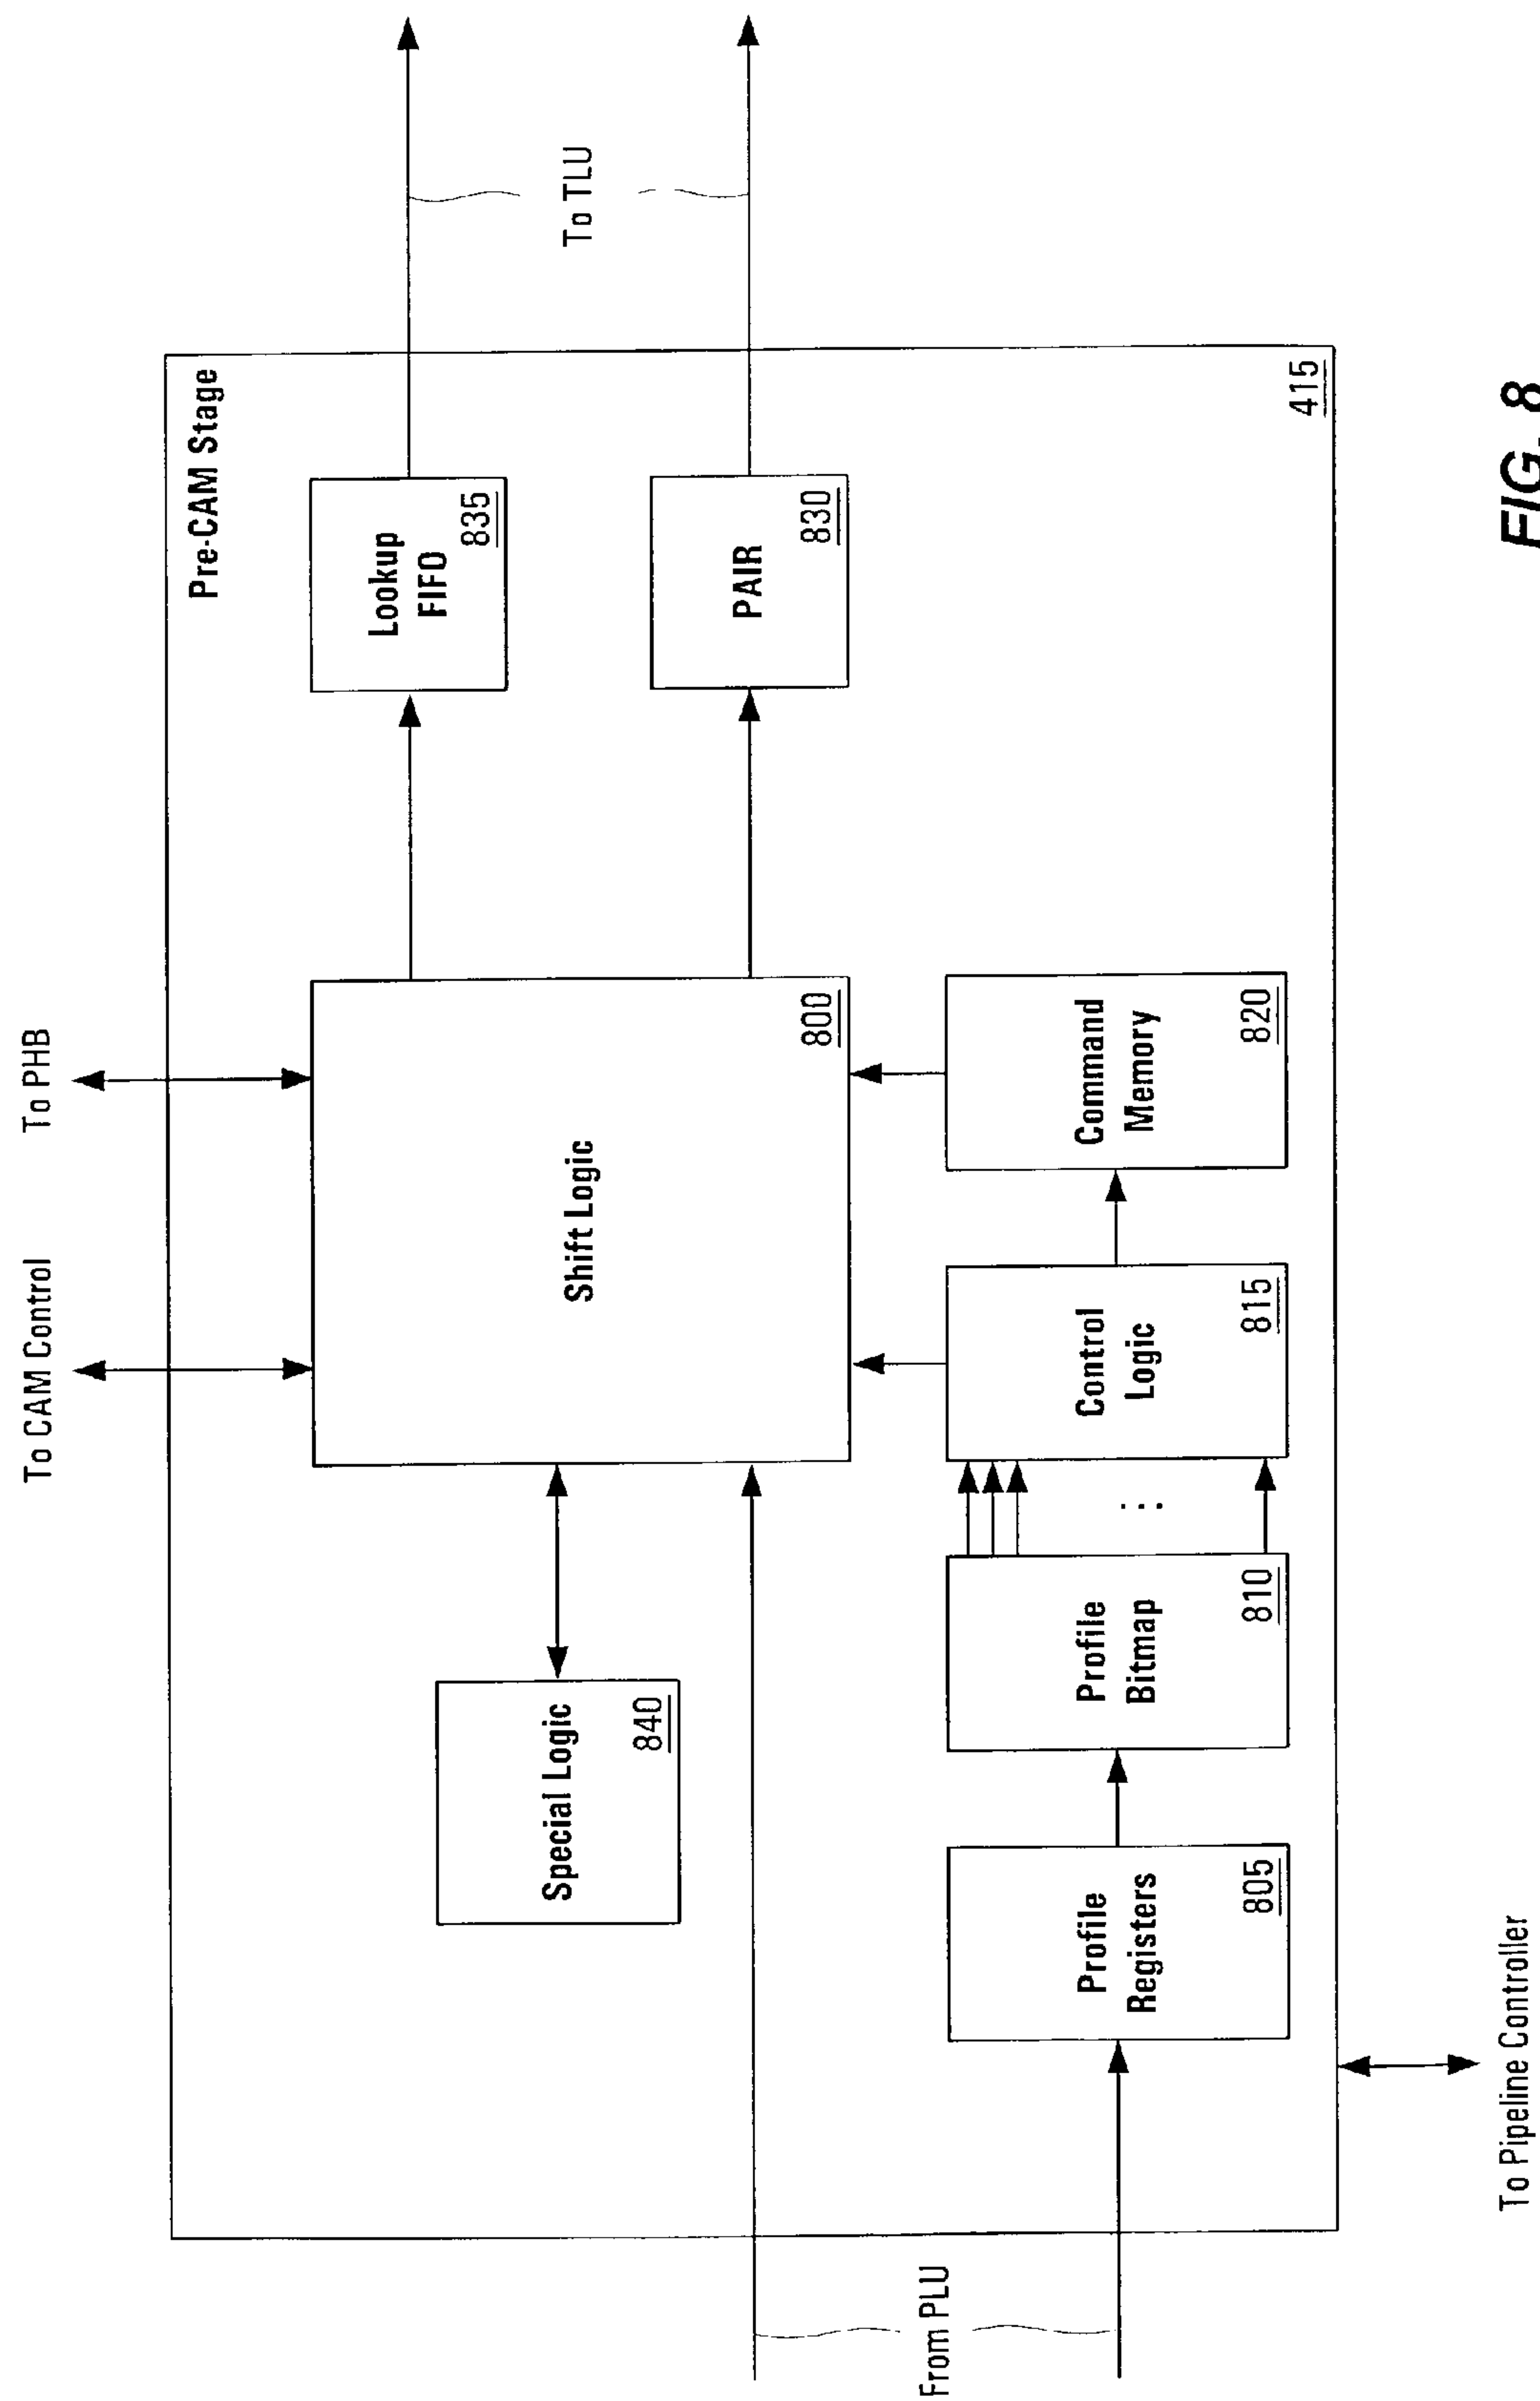 To CAM Control
To PHB
Pre-CAM Stage
Special Logic
840
Shift Logic
800
Lookup
FIFO
835
PAIR
830
To TLU
From PLU
Profile
Registers
805
Profile
Bitmap
810
Control
Logic
815
Command
Memory
820
415
To Pipeline Controller
FIG. 8